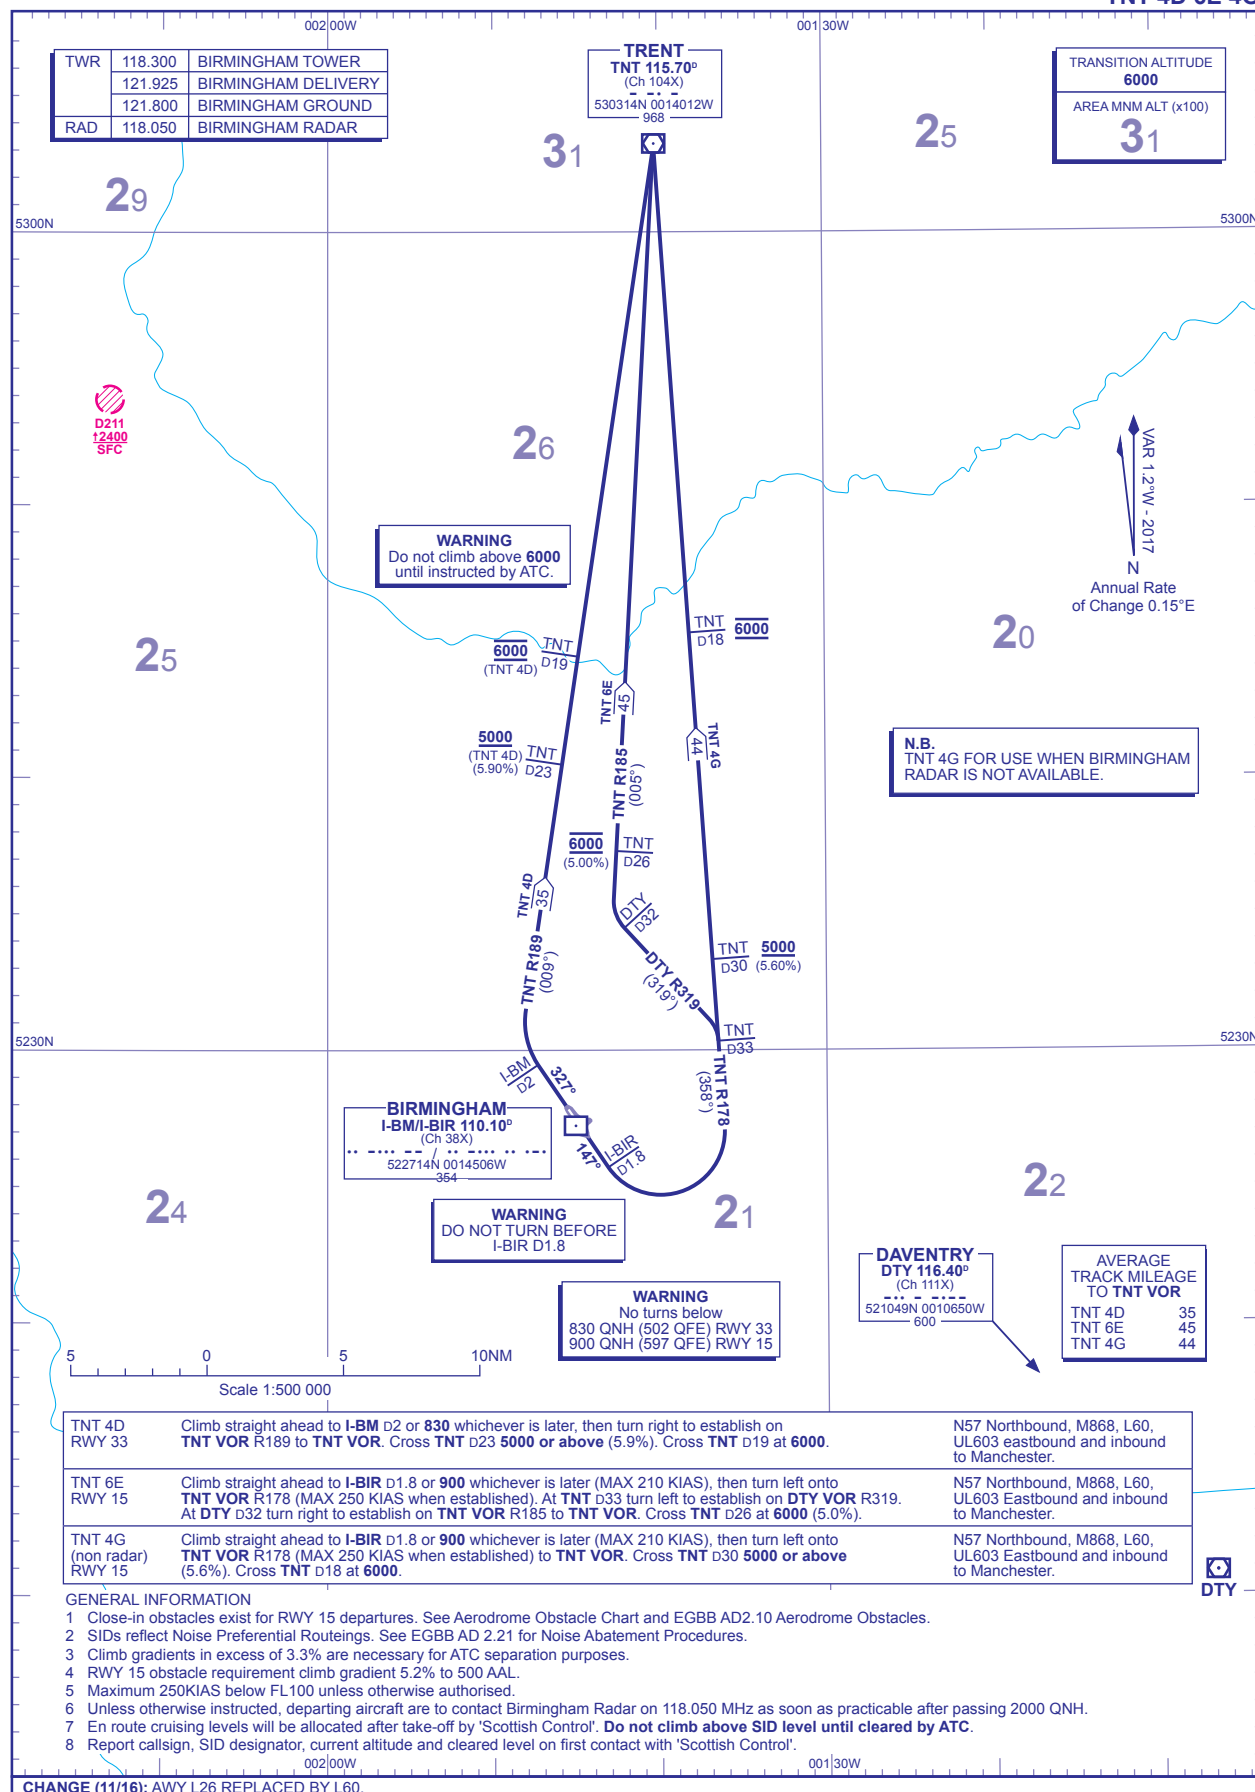 002 00W
001 30W
TWR 118.300 BIRMINGHAM TOWER
121.925 BIRMINGHAM DELIVERY
121.800 BIRMINGHAM GROUND
RAD 118.050 BIRMINGHAM RADAR
TRENT
TNT 115.70ᴰ
(Ch 104X)
530314N 0014012W
968
TRANSITION ALTITUDE
6000
AREA MNM ALT (x100)
31
31
25
29
5300N
5300N
D211
†2400
SFC
26
VAR 1.2°W - 2017
N
Annual Rate
of Change 0.15°E
WARNING
Do not climb above 6000
until instructed by ATC.
25
20
6000
(TNT 4D)
TNT
D19
TNT
D18
6000
TNT 6E
45
5000
(TNT 4D)
(5.90%)
TNT
D23
TNT R185
(005°)
TNT 4G
44
N.B.
TNT 4G FOR USE WHEN BIRMINGHAM
RADAR IS NOT AVAILABLE.
6000
(5.00%)
TNT
D26
TNT 4D
35
DTY
D32
TNT R189
(009°)
DTY R319
(319°)
TNT
D30
5000
(5.60%)
TNT
D33
5230N
5230N
I-BM
D2
327°
TNT R178
(358°)
BIRMINGHAM
I-BM/I-BIR 110.10ᴰ
(Ch 38X)
522714N 0014506W
354
147°
I-BIR
D1.8
24
21
22
WARNING
DO NOT TURN BEFORE
I-BIR D1.8
WARNING
No turns below
830 QNH (502 QFE) RWY 33
900 QNH (597 QFE) RWY 15
DAVENTRY
DTY 116.40ᴰ
(Ch 111X)
521049N 0010650W
600
AVERAGE
TRACK MILEAGE
TO TNT VOR
TNT 4D 35
TNT 6E 45
TNT 4G 44
5 0 5 10NM
Scale 1:500 000
TNT 4D Climb straight ahead to I-BM D2 or 830 whichever is later, then turn right to establish on N57 Northbound, M868, L60,
RWY 33 TNT VOR R189 to TNT VOR. Cross TNT D23 5000 or above (5.9%). Cross TNT D19 at 6000. UL603 eastbound and inbound
to Manchester.
TNT 6E Climb straight ahead to I-BIR D1.8 or 900 whichever is later (MAX 210 KIAS), then turn left onto N57 Northbound, M868, L60,
RWY 15 TNT VOR R178 (MAX 250 KIAS when established). At TNT D33 turn left to establish on DTY VOR R319. UL603 Eastbound and inbound
At DTY D32 turn right to establish on TNT VOR R185 to TNT VOR. Cross TNT D26 at 6000 (5.0%). to Manchester.
TNT 4G Climb straight ahead to I-BIR D1.8 or 900 whichever is later (MAX 210 KIAS), then turn left onto N57 Northbound, M868, L60,
(non radar) TNT VOR R178 (MAX 250 KIAS when established) to TNT VOR. Cross TNT D30 5000 or above UL603 Eastbound and inbound
RWY 15 (5.6%). Cross TNT D18 at 6000. to Manchester.
DTY
GENERAL INFORMATION
1 Close-in obstacles exist for RWY 15 departures. See Aerodrome Obstacle Chart and EGBB AD2.10 Aerodrome Obstacles.
2 SIDs reflect Noise Preferential Routeings. See EGBB AD 2.21 for Noise Abatement Procedures.
3 Climb gradients in excess of 3.3% are necessary for ATC separation purposes.
4 RWY 15 obstacle requirement climb gradient 5.2% to 500 AAL.
5 Maximum 250KIAS below FL100 unless otherwise authorised.
6 Unless otherwise instructed, departing aircraft are to contact Birmingham Radar on 118.050 MHz as soon as practicable after passing 2000 QNH.
7 En route cruising levels will be allocated after take-off by 'Scottish Control'. Do not climb above SID level until cleared by ATC.
8 Report callsign, SID designator, current altitude and cleared level on first contact with 'Scottish Control'.
002 00W
001 30W
CHANGE (11/16): AWY L26 REPLACED BY L60.